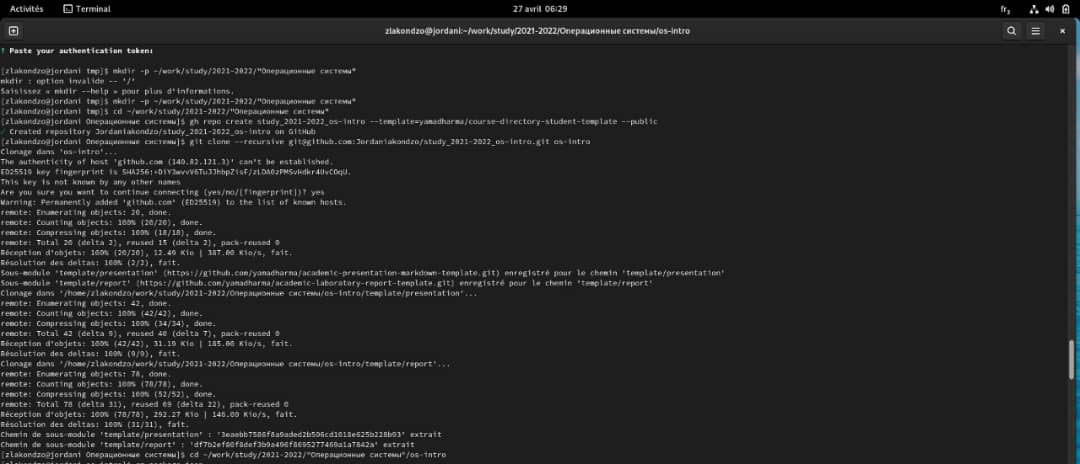 Activités
Terminal
27 avril 06:29
fr₂
zlakondzo@jordani:~/work/study/2021-2022/Операционные системы/os-intro
! Paste your authentication token:
[zlakondzo@jordani tmp]$ mkdir -p ~/work/study/2021-2022/"Операционные системы"
mkdir : option invalide -- '/'
Saisissez « mkdir --help » pour plus d'informations.
[zlakondzo@jordani tmp]$ mkdir -p ~/work/study/2021-2022/"Операционные системы"
[zlakondzo@jordani tmp]$ cd ~/work/study/2021-2022/"Операционные системы"
[zlakondzo@jordani Операционные системы]$ gh repo create study_2021-2022_os-intro --template=yamadharma/course-directory-student-template --public
✓ Created repository Jordaniakondzo/study_2021-2022_os-intro on GitHub
[zlakondzo@jordani Операционные системы]$ git clone --recursive git@github.com:Jordaniakondzo/study_2021-2022_os-intro.git os-intro
Clonage dans 'os-intro'...
The authenticity of host 'github.com (140.82.121.3)' can't be established.
ED25519 key fingerprint is SHA256:+DiY3wvvV6TuJJhbpZisF/zLDA0zPMSvHdkr4UvCOqU.
This key is not known by any other names
Are you sure you want to continue connecting (yes/no/[fingerprint])? yes
Warning: Permanently added 'github.com' (ED25519) to the list of known hosts.
remote: Enumerating objects: 20, done.
remote: Counting objects: 100% (20/20), done.
remote: Compressing objects: 100% (18/18), done.
remote: Total 20 (delta 2), reused 15 (delta 2), pack-reused 0
Réception d'objets: 100% (20/20), 12.49 Kio | 387.00 Kio/s, fait.
Résolution des deltas: 100% (2/2), fait.
Sous-module 'template/presentation' (https://github.com/yamadharma/academic-presentation-markdown-template.git) enregistré pour le chemin 'template/presentation'
Sous-module 'template/report' (https://github.com/yamadharma/academic-laboratory-report-template.git) enregistré pour le chemin 'template/report'
Clonage dans '/home/zlakondzo/work/study/2021-2022/Операционные системы/os-intro/template/presentation'...
remote: Enumerating objects: 42, done.
remote: Counting objects: 100% (42/42), done.
remote: Compressing objects: 100% (34/34), done.
remote: Total 42 (delta 9), reused 40 (delta 7), pack-reused 0
Réception d'objets: 100% (42/42), 31.19 Kio | 185.00 Kio/s, fait.
Résolution des deltas: 100% (9/9), fait.
Clonage dans '/home/zlakondzo/work/study/2021-2022/Операционные системы/os-intro/template/report'...
remote: Enumerating objects: 78, done.
remote: Counting objects: 100% (78/78), done.
remote: Compressing objects: 100% (52/52), done.
remote: Total 78 (delta 31), reused 69 (delta 22), pack-reused 0
Réception d'objets: 100% (78/78), 292.27 Kio | 146.00 Kio/s, fait.
Résolution des deltas: 100% (31/31), fait.
Chemin de sous-module 'template/presentation' : '3eaebb7586f8a9aded2b506cd1018e625b228b93' extrait
Chemin de sous-module 'template/report' : 'df7b2ef80f8def3b9a496f8695277469a1a7842a' extrait
[zlakondzo@jordani Операционные системы]$ cd ~/work/study/2021-2022/"Операционные системы"/os-intro